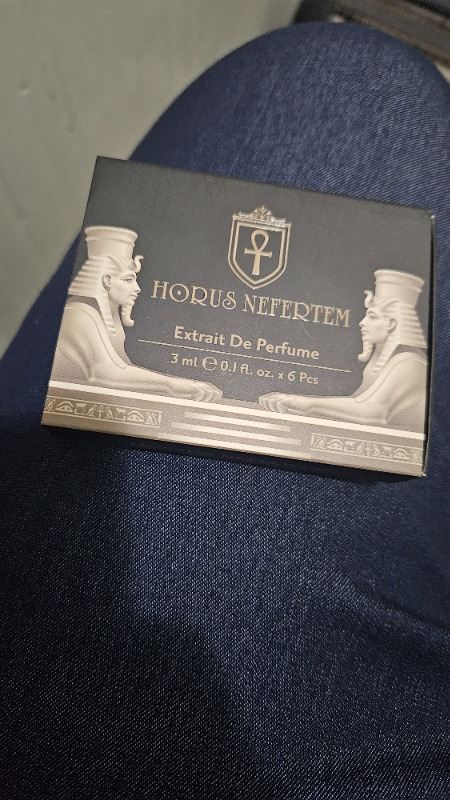 HORUS NEFERTEM
Extrait De Perfume
3 ml ℮ 0.1 fl. oz. x 6 Pcs